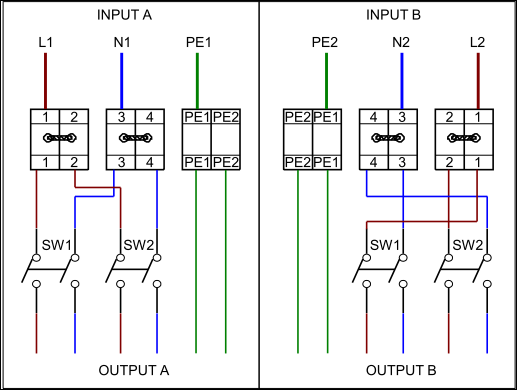 INPUT A
INPUT B
L1 N1 PE1
PE2 N2 L2
1 2 3 4 PE1 PE2
PE2 PE1 4 3 2 1
1 2 3 4 PE1 PE2
PE2 PE1 4 3 2 1
SW1 SW2
SW1 SW2
OUTPUT A
OUTPUT B